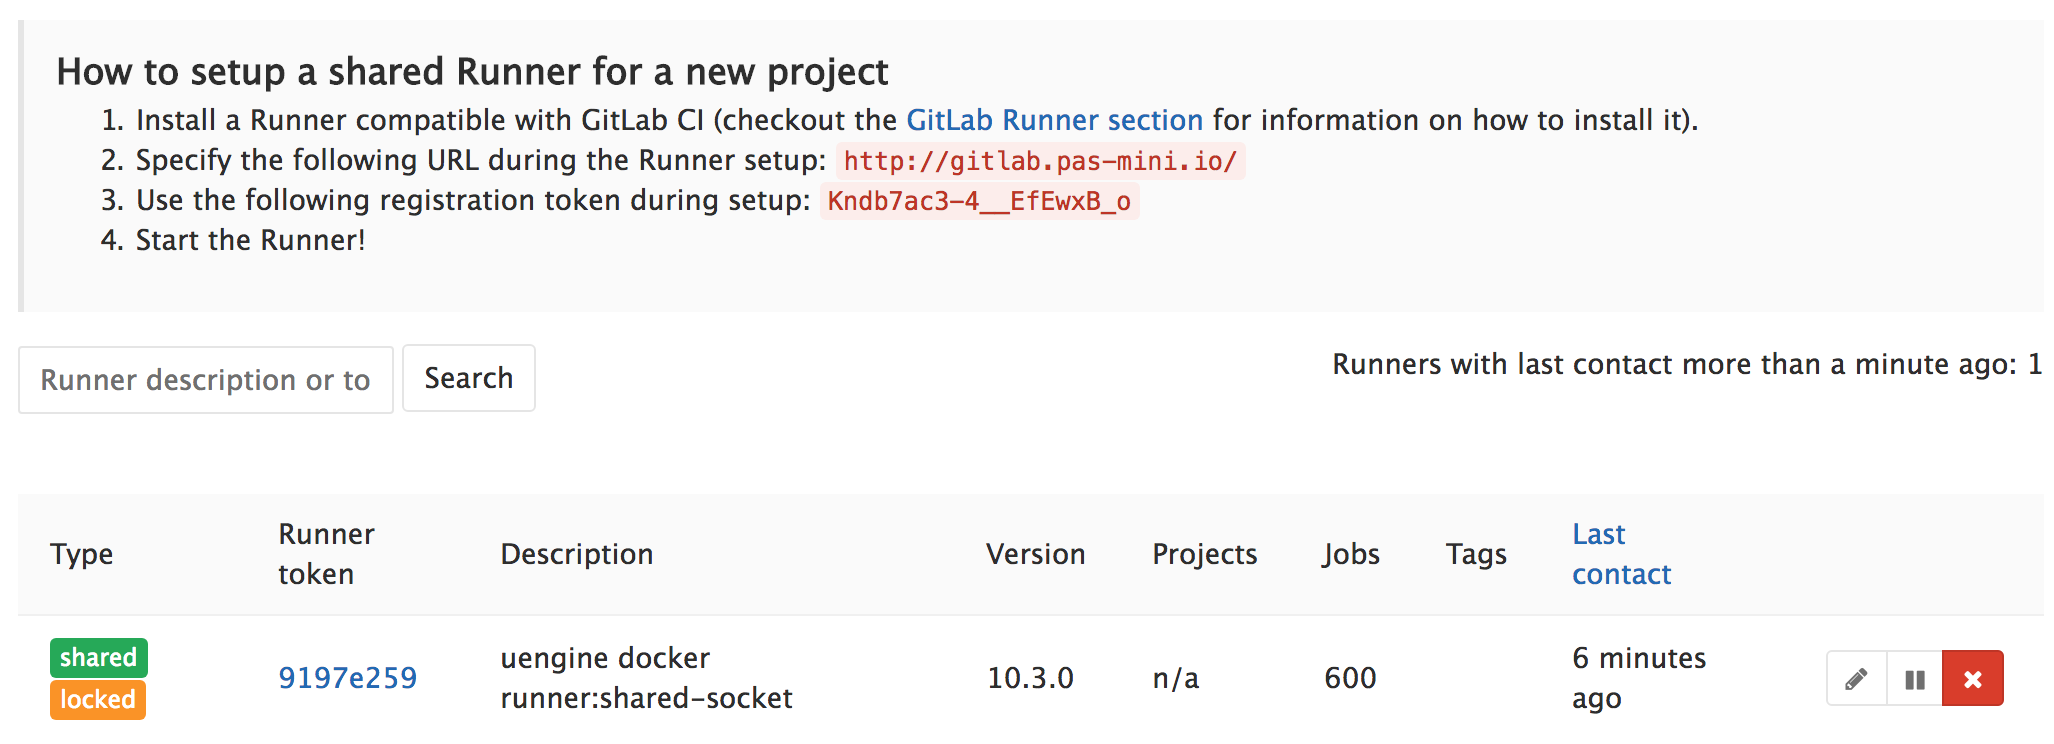 How to setup a shared Runner for a new project
1. Install a Runner compatible with GitLab CI (checkout the GitLab Runner section for information on how to install it).
2. Specify the following URL during the Runner setup: http://gitlab.pas-mini.io/
3. Use the following registration token during setup: Kndb7ac3-4__EfEwxB_o
4. Start the Runner!
Runner description or to
Search
Runners with last contact more than a minute ago: 1
Type
Runner
token
Description
Version
Projects
Jobs
Tags
Last
contact
shared
locked
9197e259
uengine docker
runner:shared-socket
10.3.0
n/a
600
6 minutes
ago